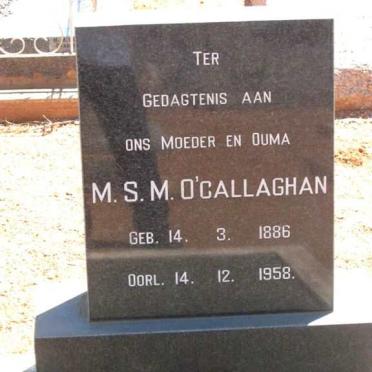 TER
GEDAGTENIS AAN
ONS MOEDER EN OUMA
M. S. M. O'CALLAGHAN
GEB. 14. 3. 1886
OORL. 14. 12. 1958.